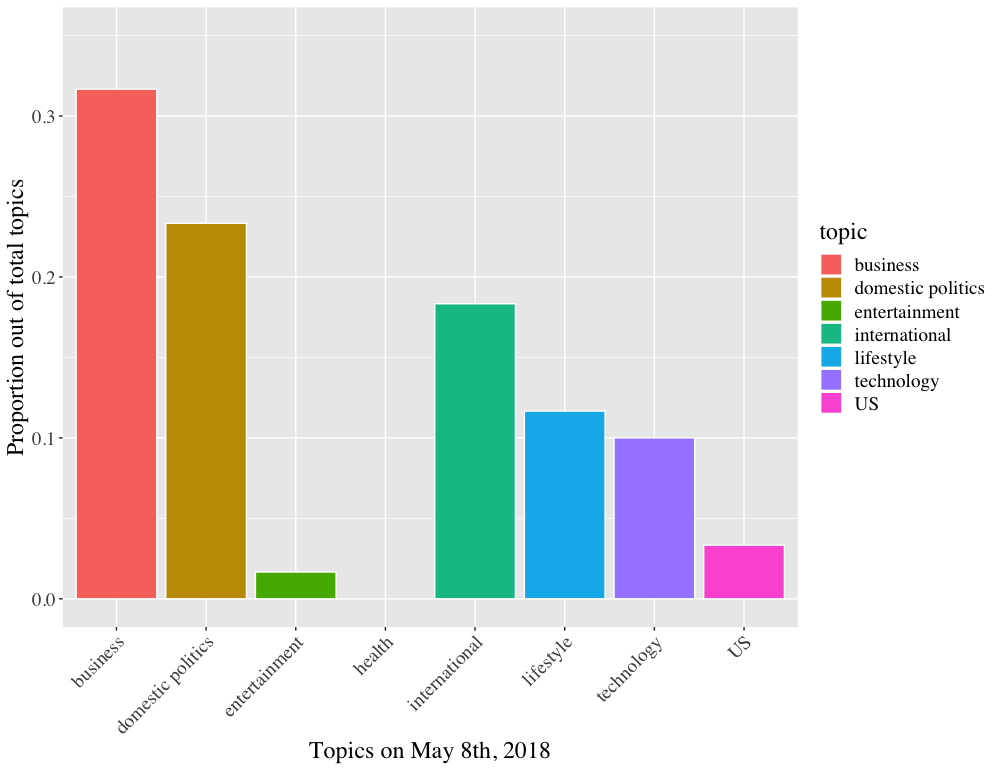 Proportion out of total topics
0.3
0.2
0.1
0.0
business
domestic politics
entertainment
health
international
lifestyle
technology
US
Topics on May 8th, 2018
topic
business
domestic politics
entertainment
international
lifestyle
technology
US